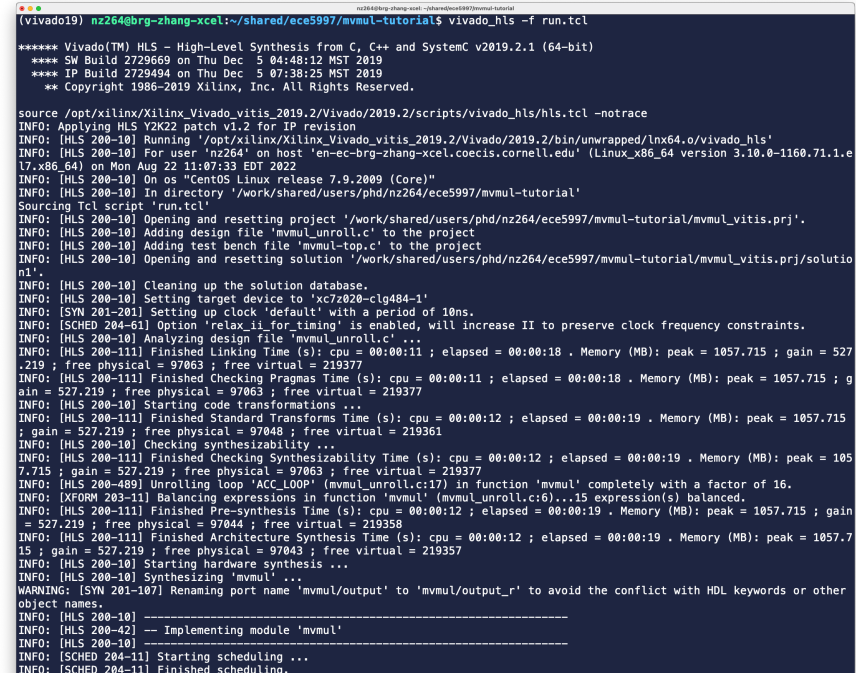 nz264@brg-zhang-xcel: ~/shared/ece5997/mvmul-tutorial
(vivado19) nz264@brg-zhang-xcel:~/shared/ece5997/mvmul-tutorial$ vivado_hls -f run.tcl
****** Vivado(TM) HLS - High-Level Synthesis from C, C++ and SystemC v2019.2.1 (64-bit)
**** SW Build 2729669 on Thu Dec  5 04:48:12 MST 2019
**** IP Build 2729494 on Thu Dec  5 07:38:25 MST 2019
** Copyright 1986-2019 Xilinx, Inc. All Rights Reserved.
source /opt/xilinx/Xilinx_Vivado_vitis_2019.2/Vivado/2019.2/scripts/vivado_hls/hls.tcl -notrace
INFO: Applying HLS Y2K22 patch v1.2 for IP revision
INFO: [HLS 200-10] Running '/opt/xilinx/Xilinx_Vivado_vitis_2019.2/Vivado/2019.2/bin/unwrapped/lnx64.o/vivado_hls'
INFO: [HLS 200-10] For user 'nz264' on host 'en-ec-brg-zhang-xcel.coecis.cornell.edu' (Linux_x86_64 version 3.10.0-1160.71.1.e
l7.x86_64) on Mon Aug 22 11:07:33 EDT 2022
INFO: [HLS 200-10] On os "CentOS Linux release 7.9.2009 (Core)"
INFO: [HLS 200-10] In directory '/work/shared/users/phd/nz264/ece5997/mvmul-tutorial'
Sourcing Tcl script 'run.tcl'
INFO: [HLS 200-10] Opening and resetting project '/work/shared/users/phd/nz264/ece5997/mvmul-tutorial/mvmul_vitis.prj'.
INFO: [HLS 200-10] Adding design file 'mvmul_unroll.c' to the project
INFO: [HLS 200-10] Adding test bench file 'mvmul-top.c' to the project
INFO: [HLS 200-10] Opening and resetting solution '/work/shared/users/phd/nz264/ece5997/mvmul-tutorial/mvmul_vitis.prj/solutio
n1'.
INFO: [HLS 200-10] Cleaning up the solution database.
INFO: [HLS 200-10] Setting target device to 'xc7z020-clg484-1'
INFO: [SYN 201-201] Setting up clock 'default' with a period of 10ns.
INFO: [SCHED 204-61] Option 'relax_ii_for_timing' is enabled, will increase II to preserve clock frequency constraints.
INFO: [HLS 200-10] Analyzing design file 'mvmul_unroll.c' ...
INFO: [HLS 200-111] Finished Linking Time (s): cpu = 00:00:11 ; elapsed = 00:00:18 . Memory (MB): peak = 1057.715 ; gain = 527
.219 ; free physical = 97063 ; free virtual = 219377
INFO: [HLS 200-111] Finished Checking Pragmas Time (s): cpu = 00:00:11 ; elapsed = 00:00:18 . Memory (MB): peak = 1057.715 ; g
ain = 527.219 ; free physical = 97063 ; free virtual = 219377
INFO: [HLS 200-10] Starting code transformations ...
INFO: [HLS 200-111] Finished Standard Transforms Time (s): cpu = 00:00:12 ; elapsed = 00:00:19 . Memory (MB): peak = 1057.715
; gain = 527.219 ; free physical = 97048 ; free virtual = 219361
INFO: [HLS 200-10] Checking synthesizability ...
INFO: [HLS 200-111] Finished Checking Synthesizability Time (s): cpu = 00:00:12 ; elapsed = 00:00:19 . Memory (MB): peak = 105
7.715 ; gain = 527.219 ; free physical = 97063 ; free virtual = 219377
INFO: [HLS 200-489] Unrolling loop 'ACC_LOOP' (mvmul_unroll.c:17) in function 'mvmul' completely with a factor of 16.
INFO: [XFORM 203-11] Balancing expressions in function 'mvmul' (mvmul_unroll.c:6)...15 expression(s) balanced.
INFO: [HLS 200-111] Finished Pre-synthesis Time (s): cpu = 00:00:12 ; elapsed = 00:00:19 . Memory (MB): peak = 1057.715 ; gain
= 527.219 ; free physical = 97044 ; free virtual = 219358
INFO: [HLS 200-111] Finished Architecture Synthesis Time (s): cpu = 00:00:12 ; elapsed = 00:00:19 . Memory (MB): peak = 1057.7
15 ; gain = 527.219 ; free physical = 97043 ; free virtual = 219357
INFO: [HLS 200-10] Starting hardware synthesis ...
INFO: [HLS 200-10] Synthesizing 'mvmul' ...
WARNING: [SYN 201-107] Renaming port name 'mvmul/output' to 'mvmul/output_r' to avoid the conflict with HDL keywords or other
object names.
INFO: [HLS 200-10] ----------------------------------------------------------------
INFO: [HLS 200-42] -- Implementing module 'mvmul'
INFO: [HLS 200-10] ----------------------------------------------------------------
INFO: [SCHED 204-11] Starting scheduling ...
INFO: [SCHED 204-11] Finished scheduling.